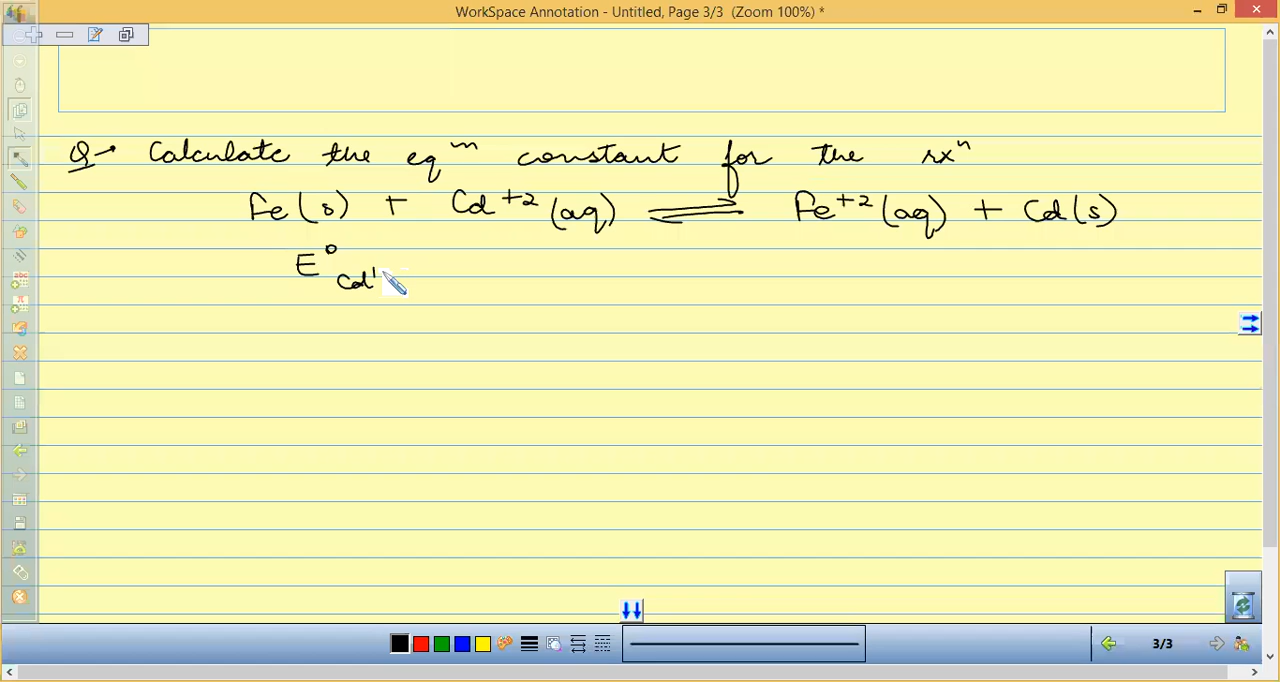 WorkSpace Annotation - Untitled, Page 3/3 (Zoom 100%) *
Q→ Calculate the eqᵐ constant for the rxⁿ
Fe(s) + Cd⁺²(aq) ⇌ Fe⁺²(aq) + Cd(s)
E° Cd
3/3